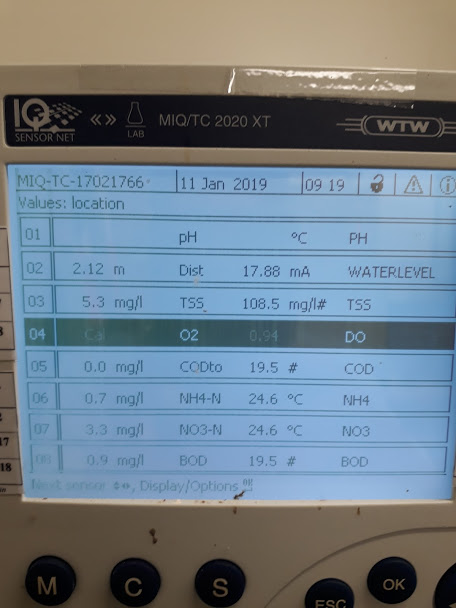 IQ
SENSOR NET
LAB
MIQ/TC 2020 XT
WTW
MIQ-TC-17021766 11 Jan 2019 09 19
Values: location
01 pH °C PH
02 2.12 m Dist 17.88 mA WATERLEVEL
03 5.3 mg/l TSS 108.5 mg/l# TSS
04 Cal O2 0.94 DO
05 0.0 mg/l CODto 19.5 # COD
06 0.7 mg/l NH4-N 24.6 °C NH4
07 3.3 mg/l NO3-N 24.6 °C NO3
08 0.9 mg/l BOD 19.5 # BOD
Next sensor, Display/Options OK
M C S ESC OK
17
18